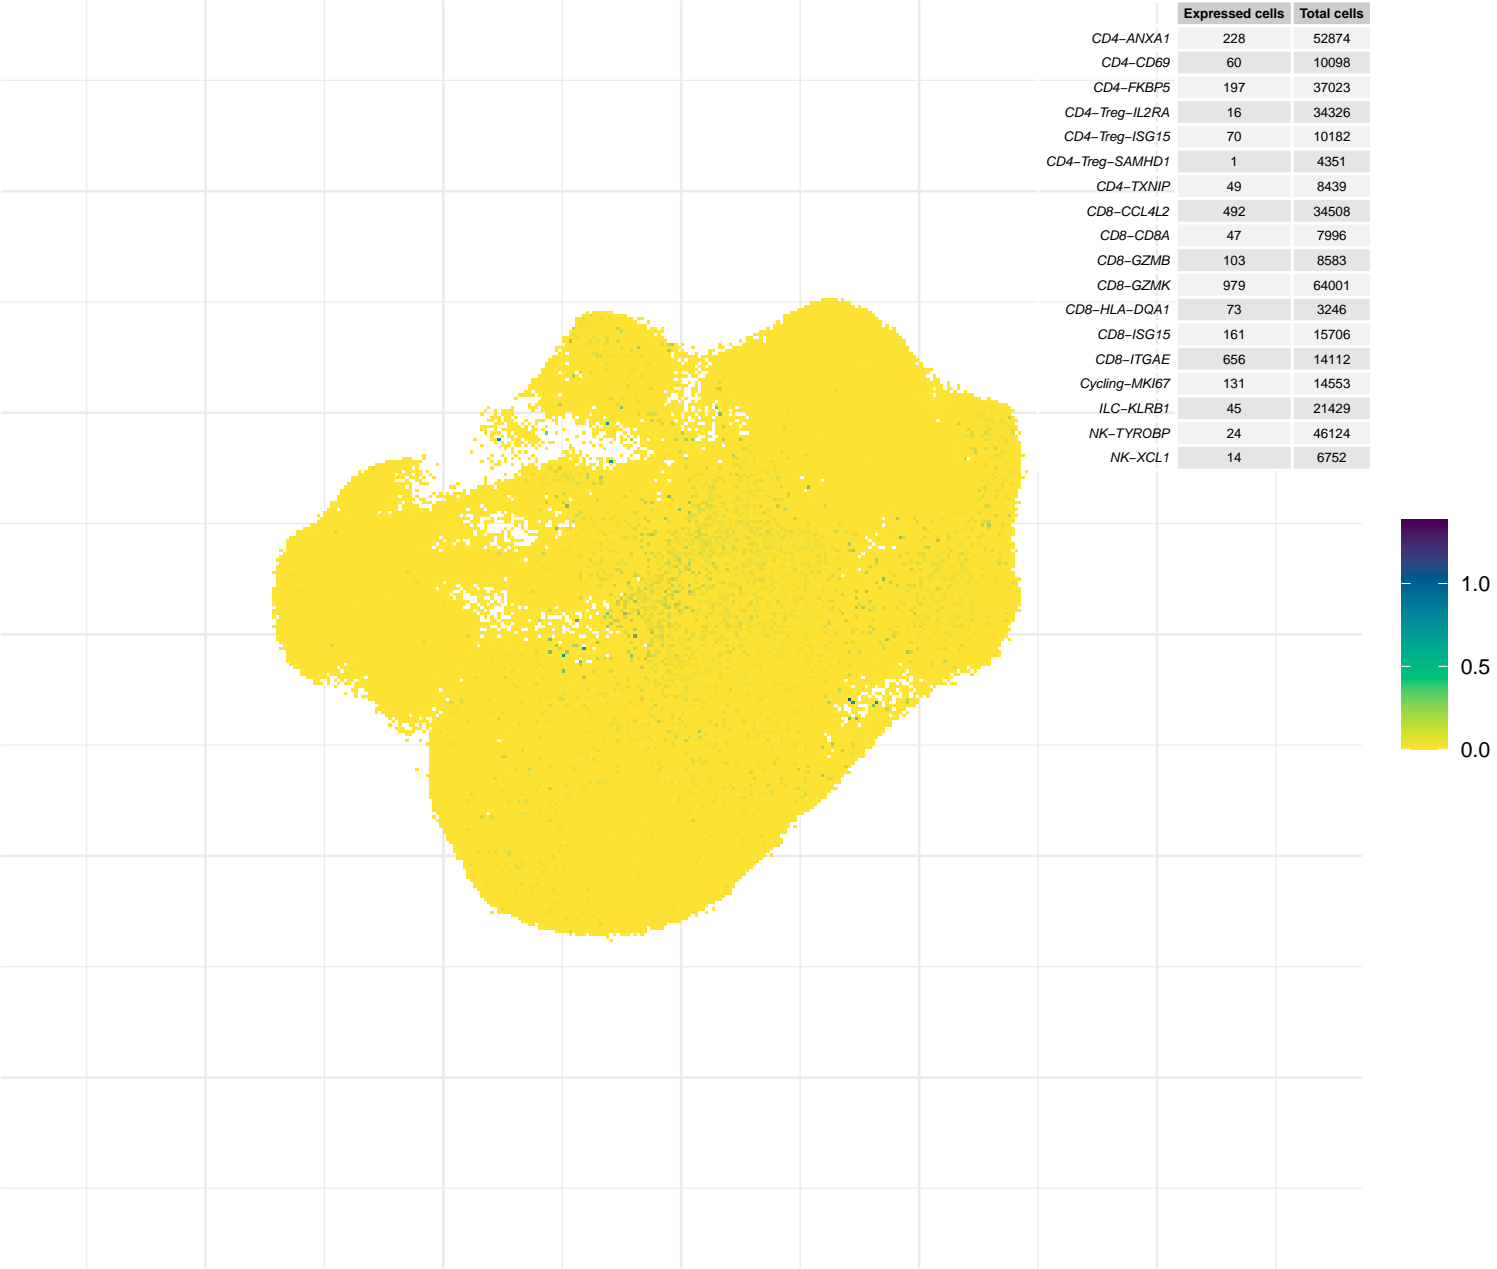 Expressed cells Total cells
CD4−ANXA1 228 52874
CD4−CD69 60 10098
CD4−FKBP5 197 37023
CD4−Treg−IL2RA 16 34326
CD4−Treg−ISG15 70 10182
CD4−Treg−SAMHD1 1 4351
CD4−TXNIP 49 8439
CD8−CCL4L2 492 34508
CD8−CD8A 47 7996
CD8−GZMB 103 8583
CD8−GZMK 979 64001
CD8−HLA−DQA1 73 3246
CD8−ISG15 161 15706
CD8−ITGAE 656 14112
Cycling−MKI67 131 14553
ILC−KLRB1 45 21429
NK−TYROBP 24 46124
NK−XCL1 14 6752
1.0
0.5
0.0